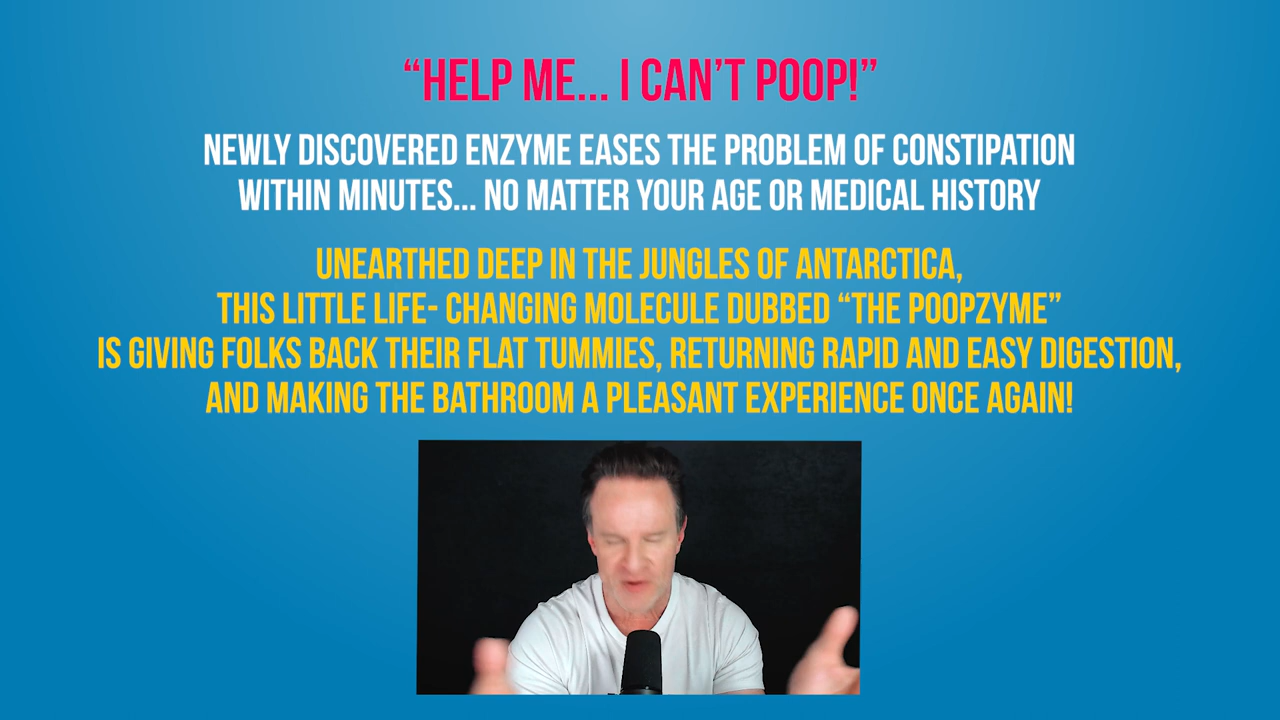 “HELP ME... I CAN’T POOP!”
NEWLY DISCOVERED ENZYME EASES THE PROBLEM OF CONSTIPATION
WITHIN MINUTES... NO MATTER YOUR AGE OR MEDICAL HISTORY
UNEARTHED DEEP IN THE JUNGLES OF ANTARCTICA,
THIS LITTLE LIFE- CHANGING MOLECULE DUBBED “THE POOPZYME”
IS GIVING FOLKS BACK THEIR FLAT TUMMIES, RETURNING RAPID AND EASY DIGESTION,
AND MAKING THE BATHROOM A PLEASANT EXPERIENCE ONCE AGAIN!